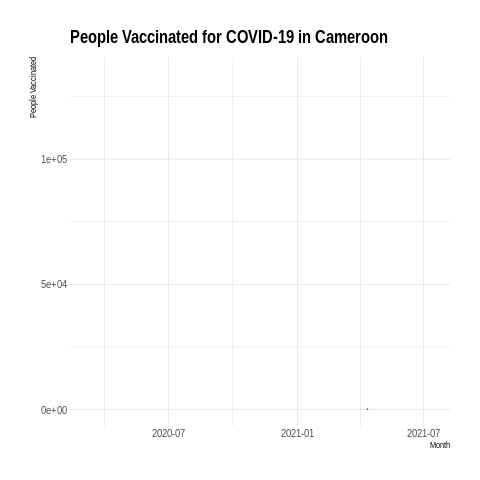 People Vaccinated for COVID-19 in Cameroon
People Vaccinated
1e+05
5e+04
0e+00
2020-07 2021-01 2021-07
Month